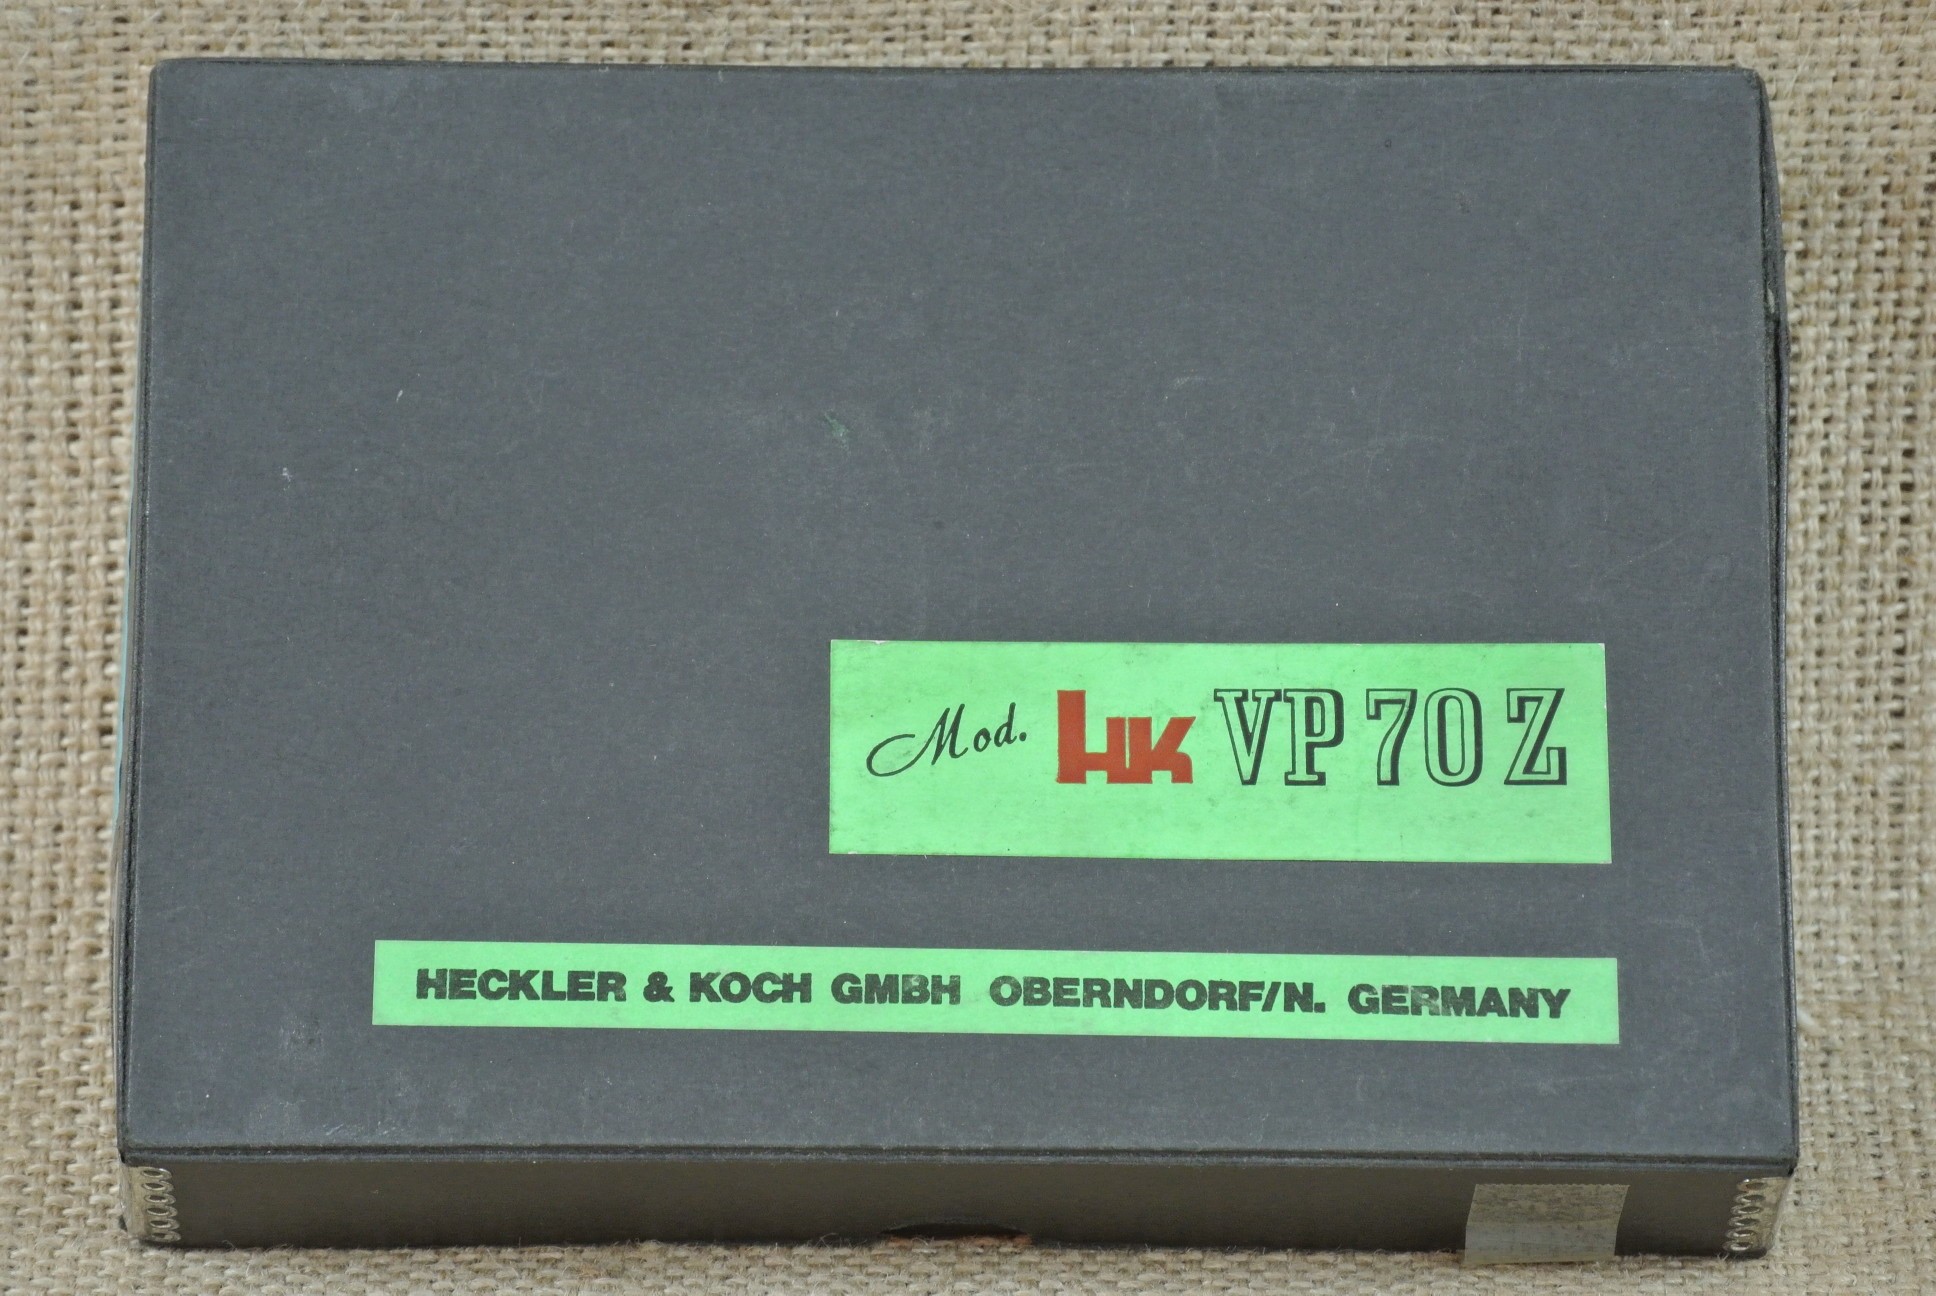 Mod. HK VP 70 Z
HECKLER & KOCH GMBH OBERNDORF/N. GERMANY